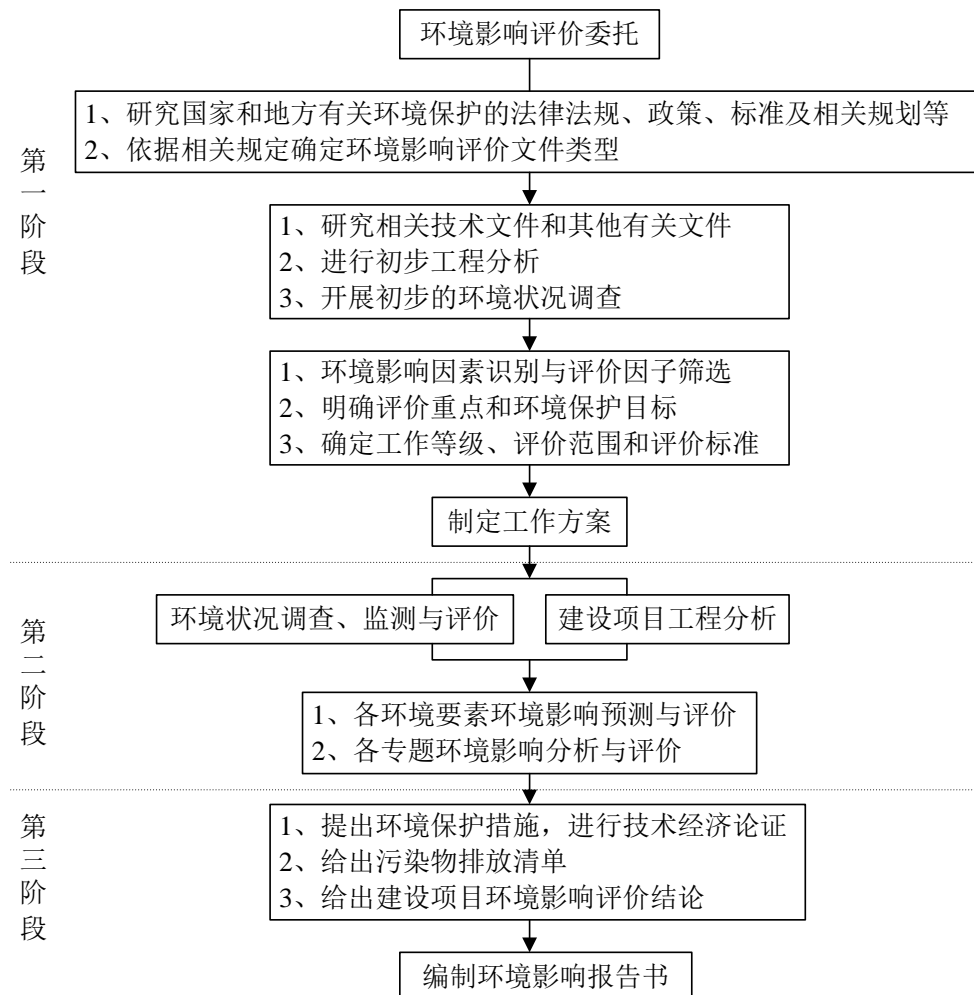 环境影响评价委托
1、研究国家和地方有关环境保护的法律法规、政策、标准及相关规划等
2、依据相关规定确定环境影响评价文件类型
第一阶段
1、研究相关技术文件和其他有关文件
2、进行初步工程分析
3、开展初步的环境状况调查
1、环境影响因素识别与评价因子筛选
2、明确评价重点和环境保护目标
3、确定工作等级、评价范围和评价标准
制定工作方案
第二阶段
环境状况调查、监测与评价
建设项目工程分析
1、各环境要素环境影响预测与评价
2、各专题环境影响分析与评价
第三阶段
1、提出环境保护措施，进行技术经济论证
2、给出污染物排放清单
3、给出建设项目环境影响评价结论
编制环境影响报告书